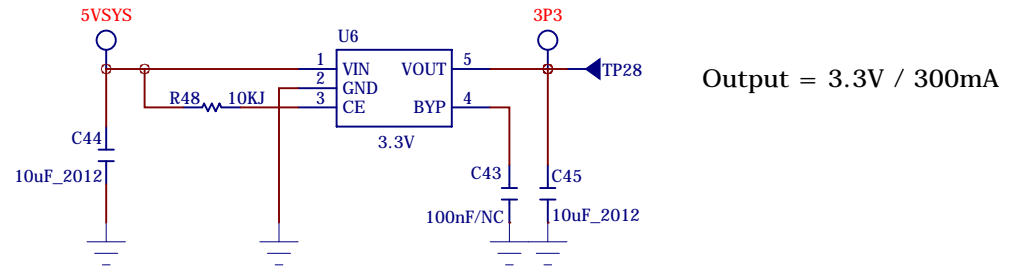 5VSYS
3P3
U6
1 VIN VOUT 5
2 GND
3 CE BYP 4
TP28
R48 10KJ
3.3V
Output = 3.3V / 300mA
C44
10uF_2012
C43
100nF/NC
C45
10uF_2012